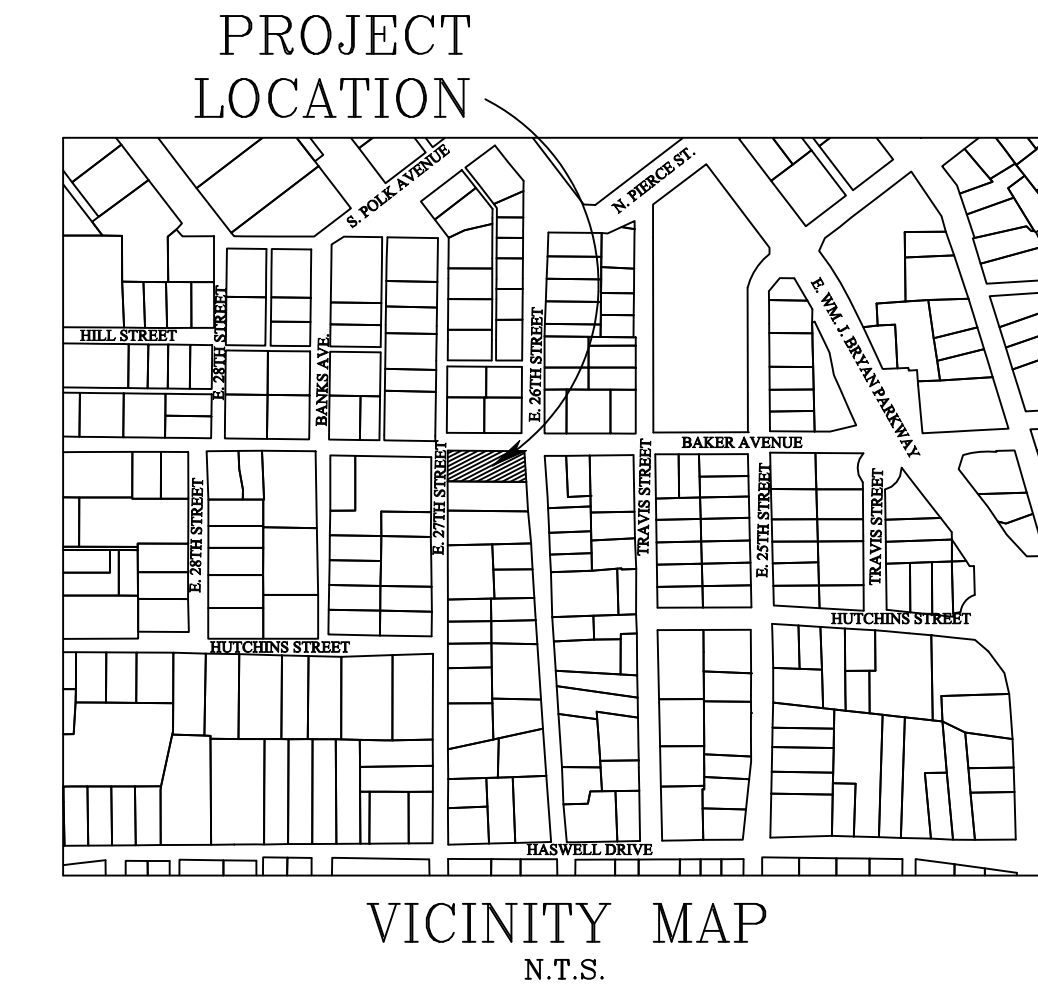 PROJECT
LOCATION
S. POLK AVENUE
N. PIERCE ST.
E. WM. J. BRYAN PARKWAY
HILL STREET
E. 28TH STREET
BANKS AVE.
E. 26TH STREET
BAKER AVENUE
E. 28TH STREET
E. 27TH STREET
TRAVIS STREET
E. 25TH STREET
TRAVIS STREET
HUTCHINS STREET
HUTCHINS STREET
HASWELL DRIVE
VICINITY MAP
N.T.S.